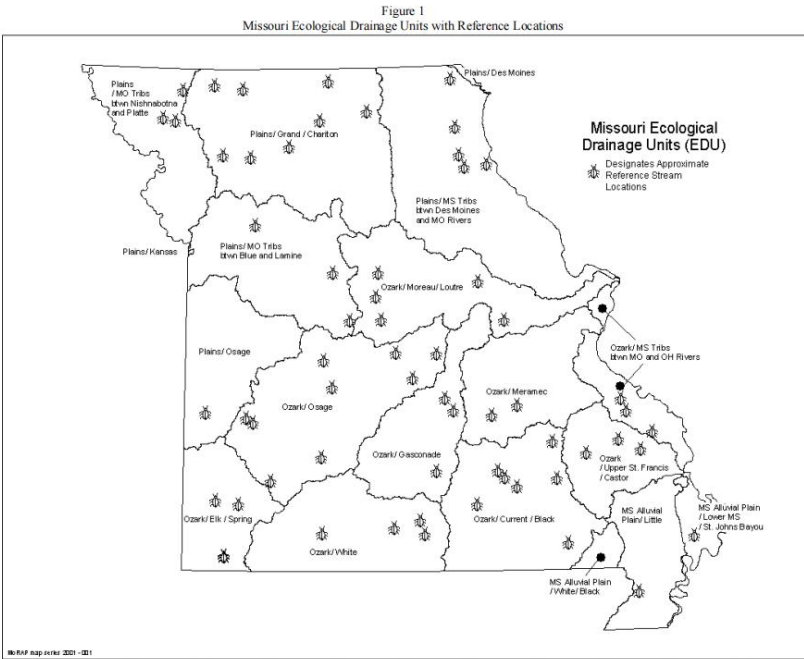 Figure 1
Missouri Ecological Drainage Units with Reference Locations
Plains
/ MO Tribs
btwn Nishnabotna
and Platte
Plains/ Des Moines
Missouri Ecological
Drainage Units (EDU)
Designates Approximate
Reference Stream
Locations
Plains/ Grand / Chariton
Plains/ MS Tribs
btwn Des Moines
and MO Rivers
Plains/ Kansas
Plains/ MO Tribs
btwn Blue and Lamine
Ozark/ Moreau/ Loutre
Plains/ Osage
Ozark/ MS Tribs
btwn MO and OH Rivers
Ozark/ Meramec
Ozark/ Osage
Ozark/ Gasconade
Ozark
/ Upper St. Francis
/ Castor
Ozark/ Elk / Spring
Ozark/ Current / Black
MS Alluvial
Plain/ Little
MS Alluvial Plain
/ Lower MS
/ St. Johns Bayou
Ozark/ White
MS Alluvial Plain
/ White/ Black
MoRAP map series 2001 - 001